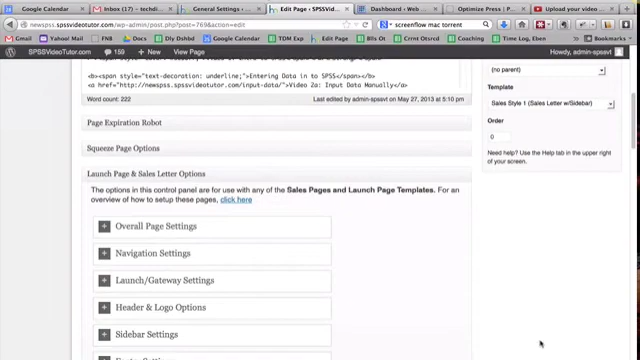 Google Calendar
Inbox (17) - techdi
General Settings
Edit Page ‹ SPSSVid
Dashboard ‹ Web
Optimize Press | P
Upload your video
newspss.spssvideotutor.com/wp-admin/post.php?post=769&action=edit
screenflow mac torrent
Gmail
Yahoo! Mail
FNB
Docs
Dly Dshbd
Google Calendar
TDM Exp
Edit Page
Blls Ot
Crrnt Otsrcd
Coaching
Time Log, Eben
Bookmarks
SPSSVideoTutor.com
159
+ New
View Page
Howdy, admin-spsavt
<b><span style="text-decoration: underline;">Entering Data in to SPSS</span></b>
<a href="http://newspss.spssvideotutor.com/input-data-manually/">Video 2a: Input Data Manually</a>
Word count: 222
Last edited by admin-spsavt on May 27, 2013 at 5:10 pm
Page Expiration Robot
Squeeze Page Options
Launch Page & Sales Letter Options
The options in this control panel are for use with any of the Sales Pages and Launch Page Templates. For an
overview of how to setup these pages, click here
Overall Page Settings
Navigation Settings
Launch/Gateway Settings
Header & Logo Options
Sidebar Settings
(no parent)
Template
Sales Style 1 (Sales Letter w/Sidebar)
Order
0
Need help? Use the Help tab in the upper right
of your screen.